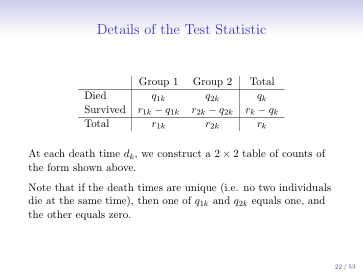 Details of the Test Statistic
Group 1 Group 2 Total
Died q₁ₖ q₂ₖ qₖ
Survived r₁ₖ − q₁ₖ r₂ₖ − q₂ₖ rₖ − qₖ
Total r₁ₖ r₂ₖ rₖ
At each death time dₖ, we construct a 2 × 2 table of counts of
the form shown above.
Note that if the death times are unique (i.e. no two individuals
die at the same time), then one of q₁ₖ and q₂ₖ equals one, and
the other equals zero.
22 / 53